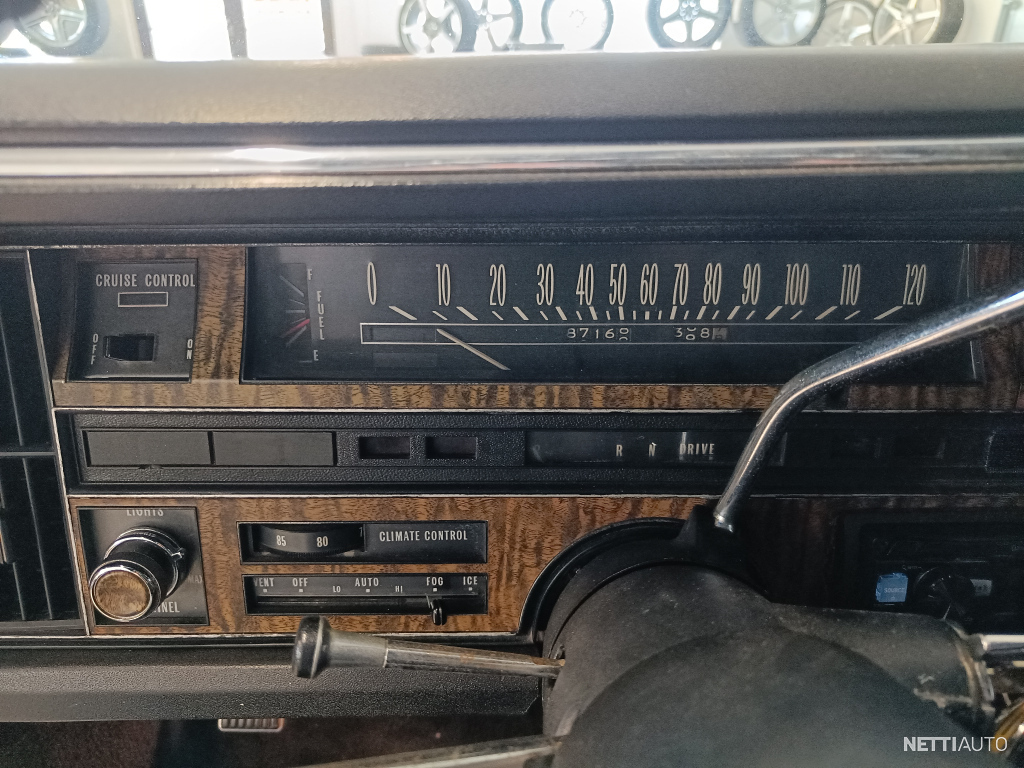 CRUISE CONTROL
OFF
ON
F
FUEL
E
0 10 20 30 40 50 60 70 80 90 100 110 120
R N DRIVE
LIGHTS
85 80
CLIMATE CONTROL
VENT OFF LO AUTO HI FOG ICE
NETTIAUTO